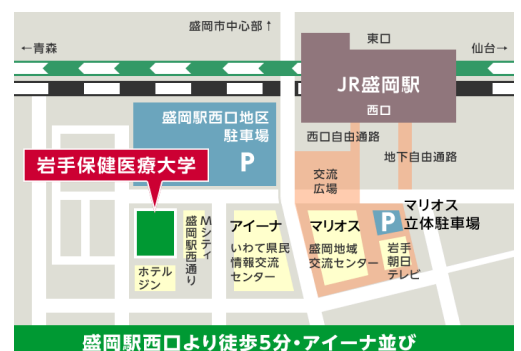 盛岡市中心部↑
←青森
東口
仙台→
JR盛岡駅
西口
盛岡駅西口地区
駐車場
P
西口自由通路
地下自由通路
岩手保健医療大学
交流
広場
マリオス
立体駐車場
P
盛岡駅西通り
Mシティ
アイーナ
いわて県民
情報交流
センター
マリオス
盛岡地域
交流センター
岩手
朝日
テレビ
ホテル
ジン
盛岡駅西口より徒歩5分・アイーナ並び